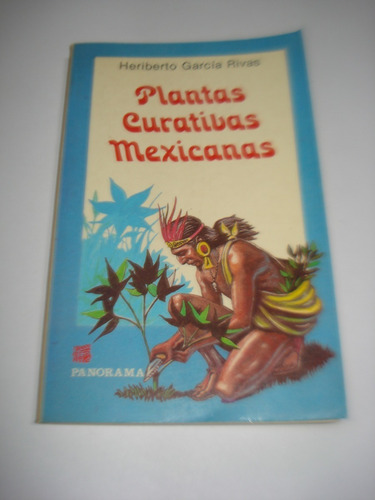 Heriberto García Rivas
Plantas
Curativas
Mexicanas
PANORAMA